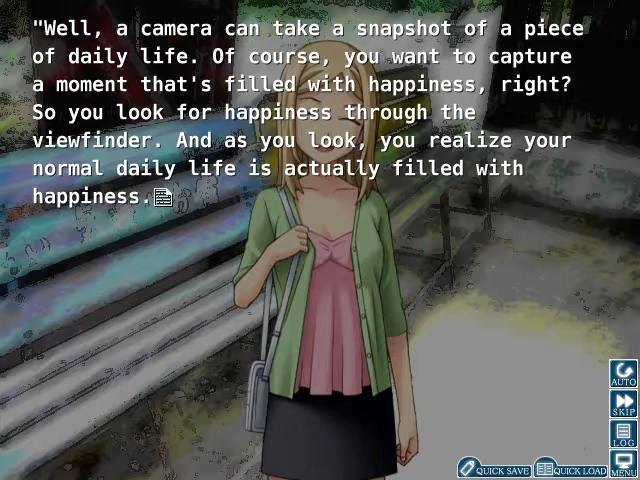 "Well, a camera can take a snapshot of a piece
of daily life. Of course, you want to capture
a moment that's filled with happiness, right?
So you look for happiness through the
viewfinder. And as you look, you realize your
normal daily life is actually filled with
happiness.
AUTO
SKIP
LOG
MENU
QUICK SAVE
QUICK LOAD